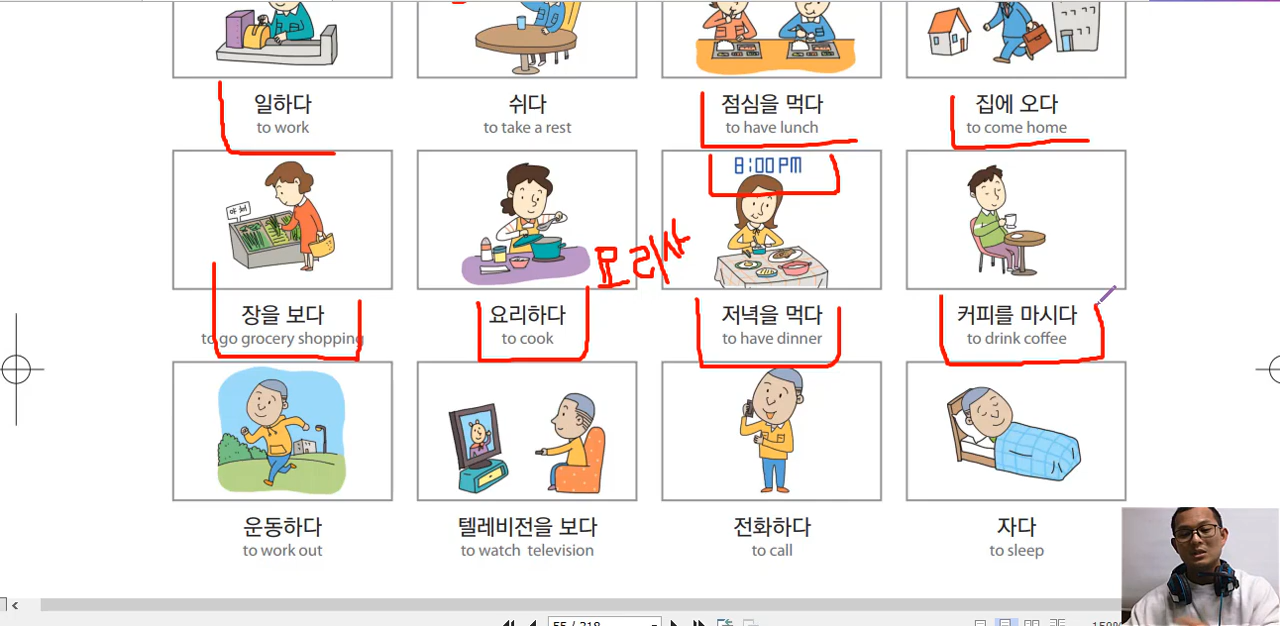 일하다 쉬다 점심을 먹다 집에 오다
to work to take a rest to have lunch to come home
야채 8:00 PM
요리사
장을 보다 요리하다 저녁을 먹다 커피를 마시다
to go grocery shopping to cook to have dinner to drink coffee
운동하다 텔레비전을 보다 전화하다 자다
to work out to watch television to call to sleep